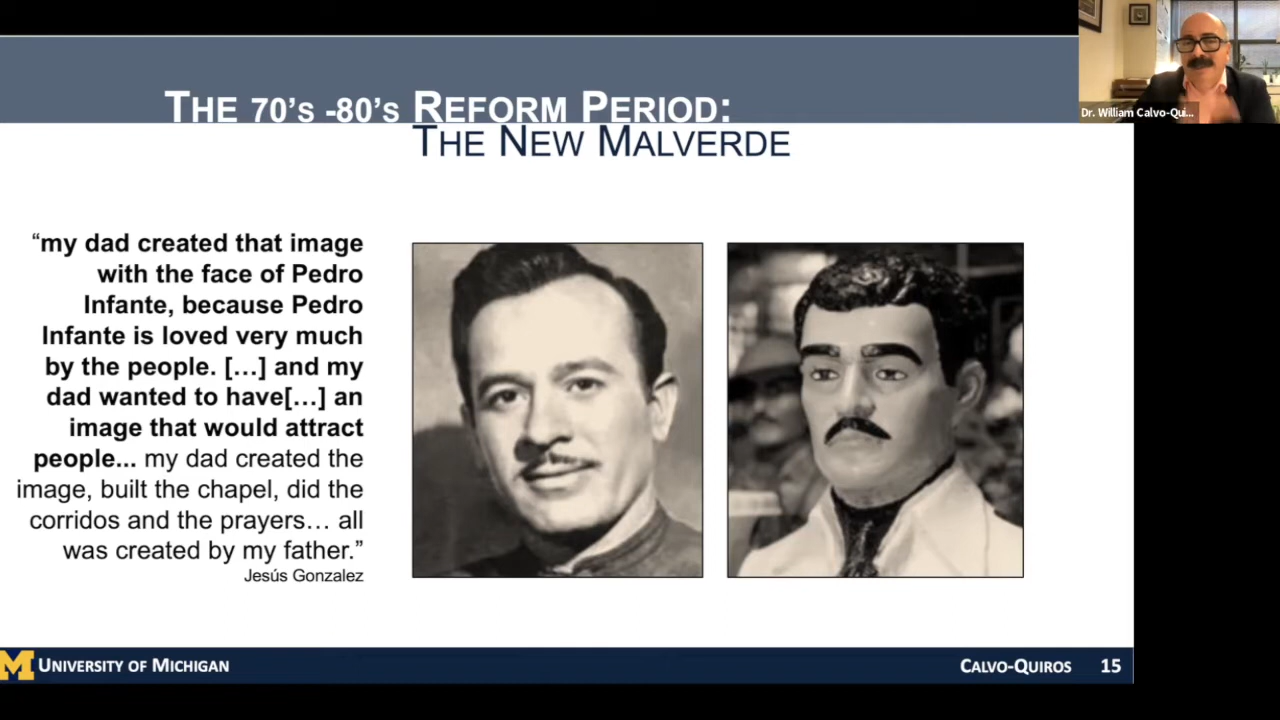 THE 70's -80's REFORM PERIOD:
THE NEW MALVERDE
Dr. William Calvo-Qui...
“my dad created that image
with the face of Pedro
Infante, because Pedro
Infante is loved very much
by the people. […] and my
dad wanted to have[…] an
image that would attract
people... my dad created the
image, built the chapel, did the
corridos and the prayers… all
was created by my father.”
Jesús Gonzalez
M UNIVERSITY OF MICHIGAN
CALVO-QUIROS 15